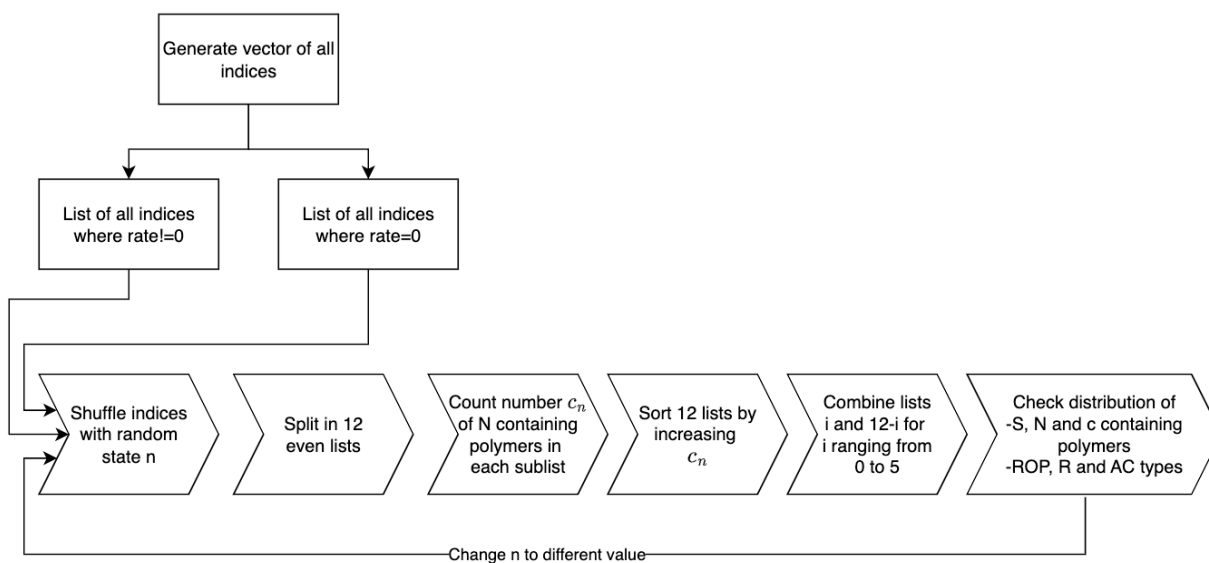 Generate vector of all
indices
List of all indices
where rate!=0
List of all indices
where rate=0
Shuffle indices
with random
state n
Split in 12
even lists
Count number cₙ
of N containing
polymers in
each sublist
Sort 12 lists by
increasing
cₙ
Combine lists
i and 12-i for
i ranging from
0 to 5
Check distribution of
-S, N and c containing
polymers
-ROP, R and AC types
Change n to different value